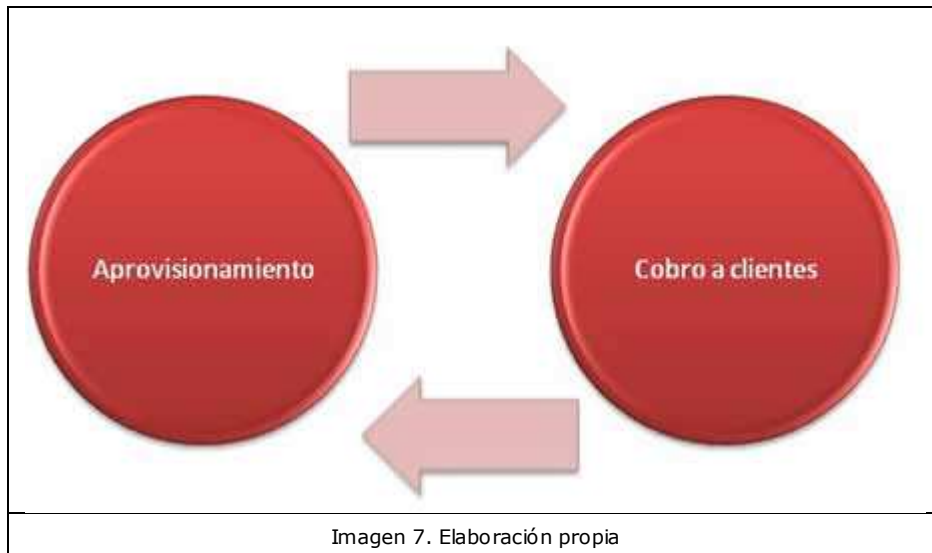 Aprovisionamiento
Cobro a clientes
Imagen 7. Elaboración propia